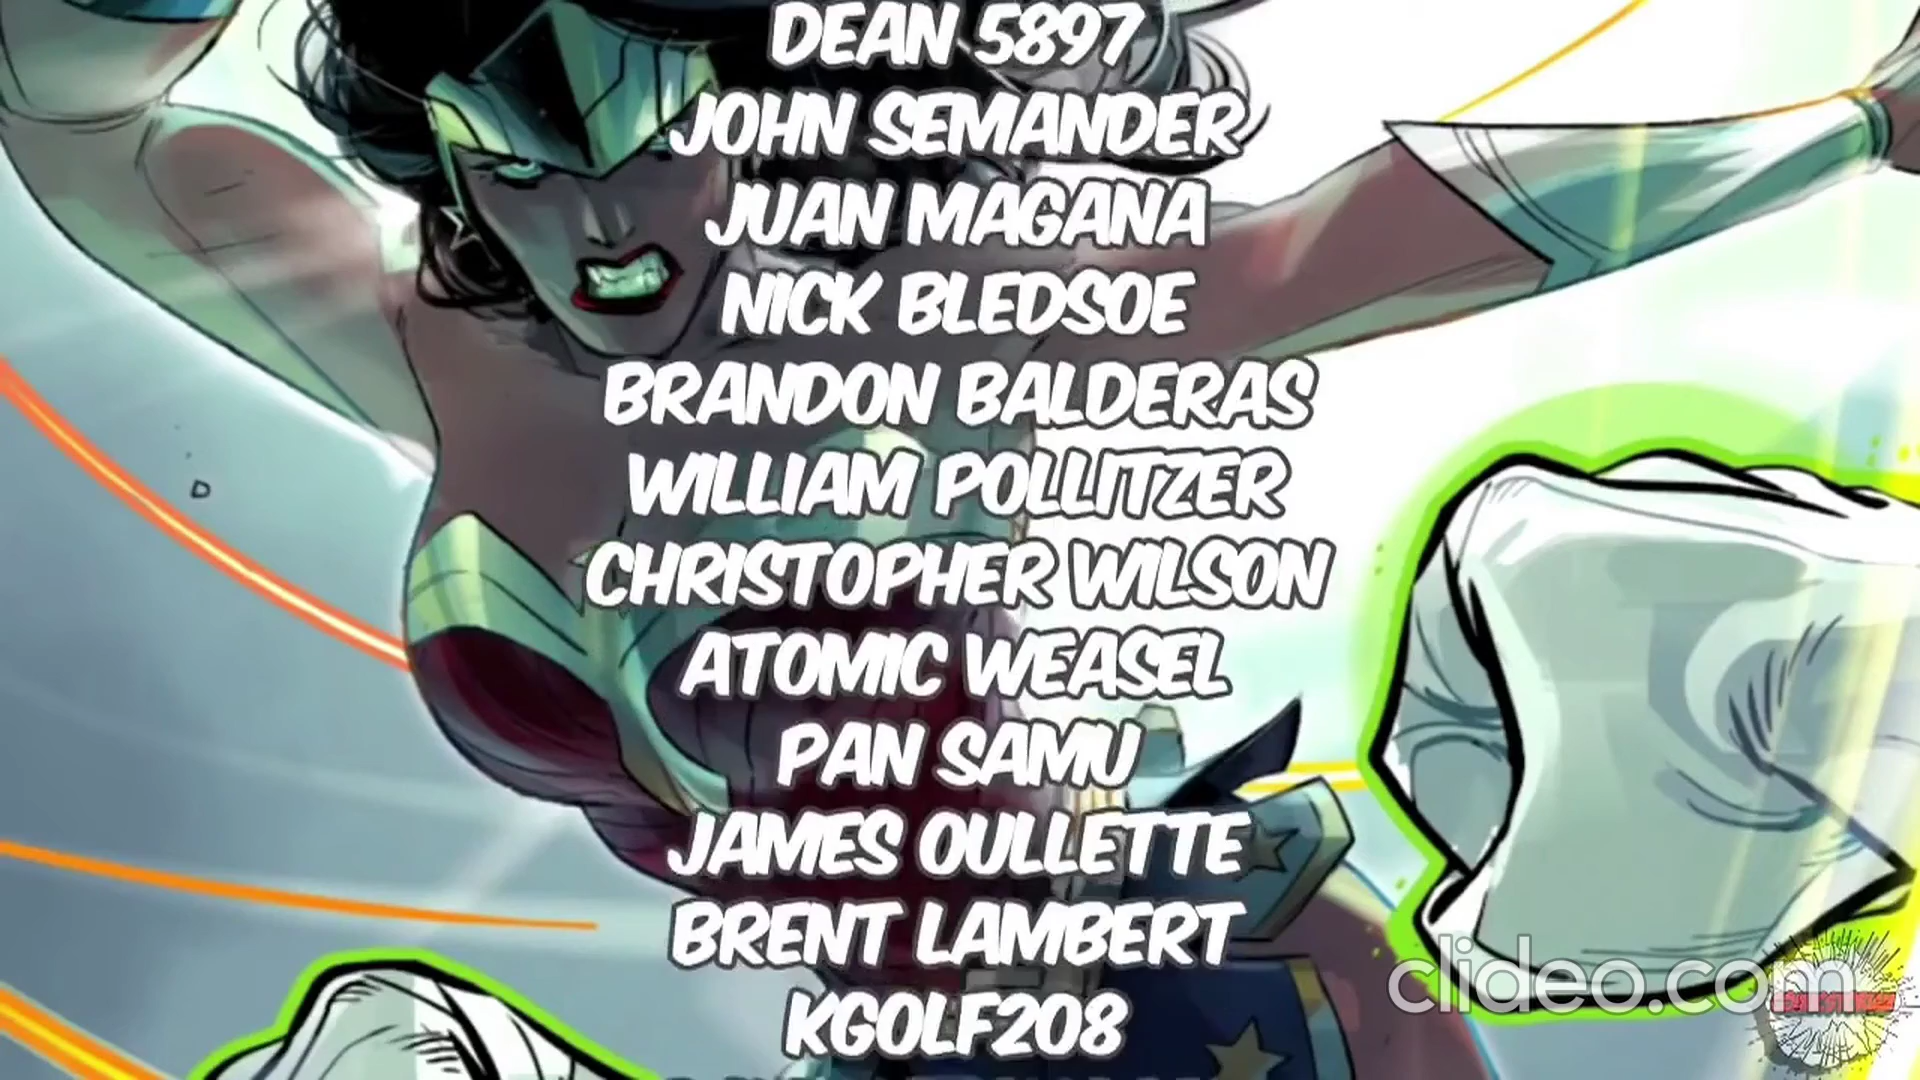 DEAN 5897
JOHN SEMANDER
JUAN MAGANA
NICK BLEDSOE
BRANDON BALDERAS
WILLIAM POLLITZER
CHRISTOPHER WILSON
ATOMIC WEASEL
PAN SAMU
JAMES OULLETTE
BRENT LAMBERT
KGOLF208
clideo.com